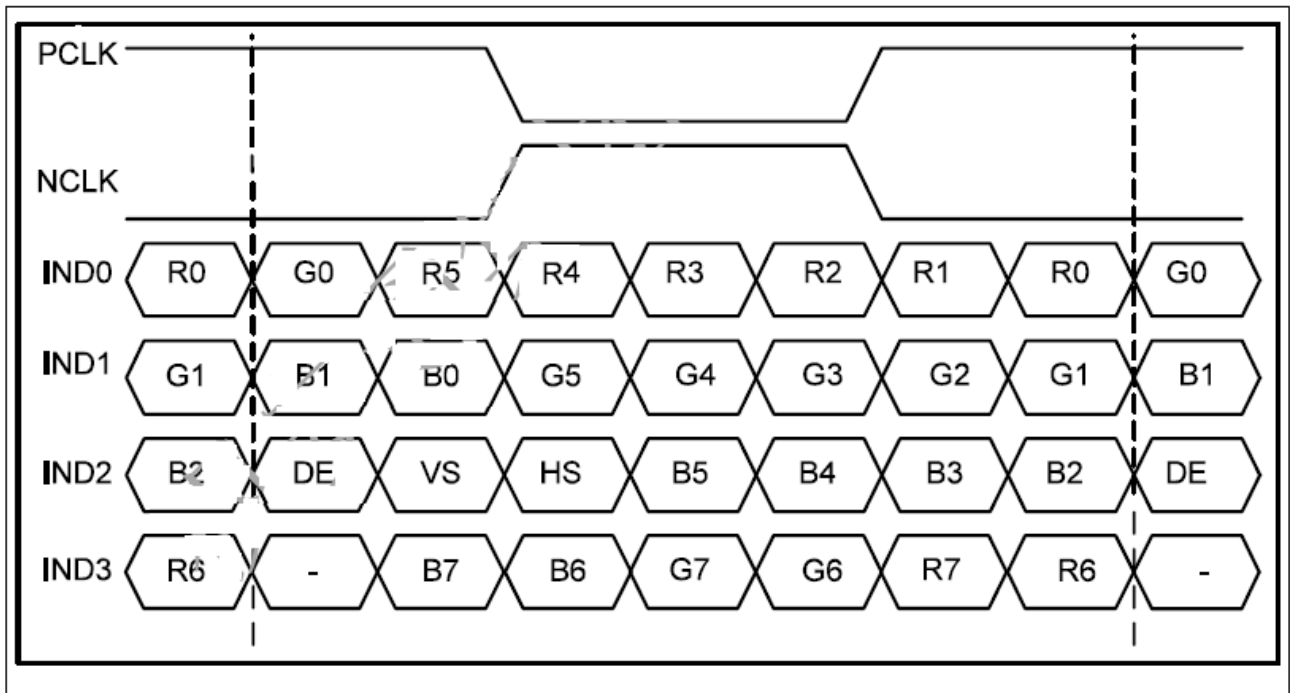 PCLK
NCLK
IND0 R0 G0 R5 R4 R3 R2 R1 R0 G0
IND1 G1 B1 B0 G5 G4 G3 G2 G1 B1
IND2 B2 DE VS HS B5 B4 B3 B2 DE
IND3 R6 - B7 B6 G7 G6 R7 R6 -